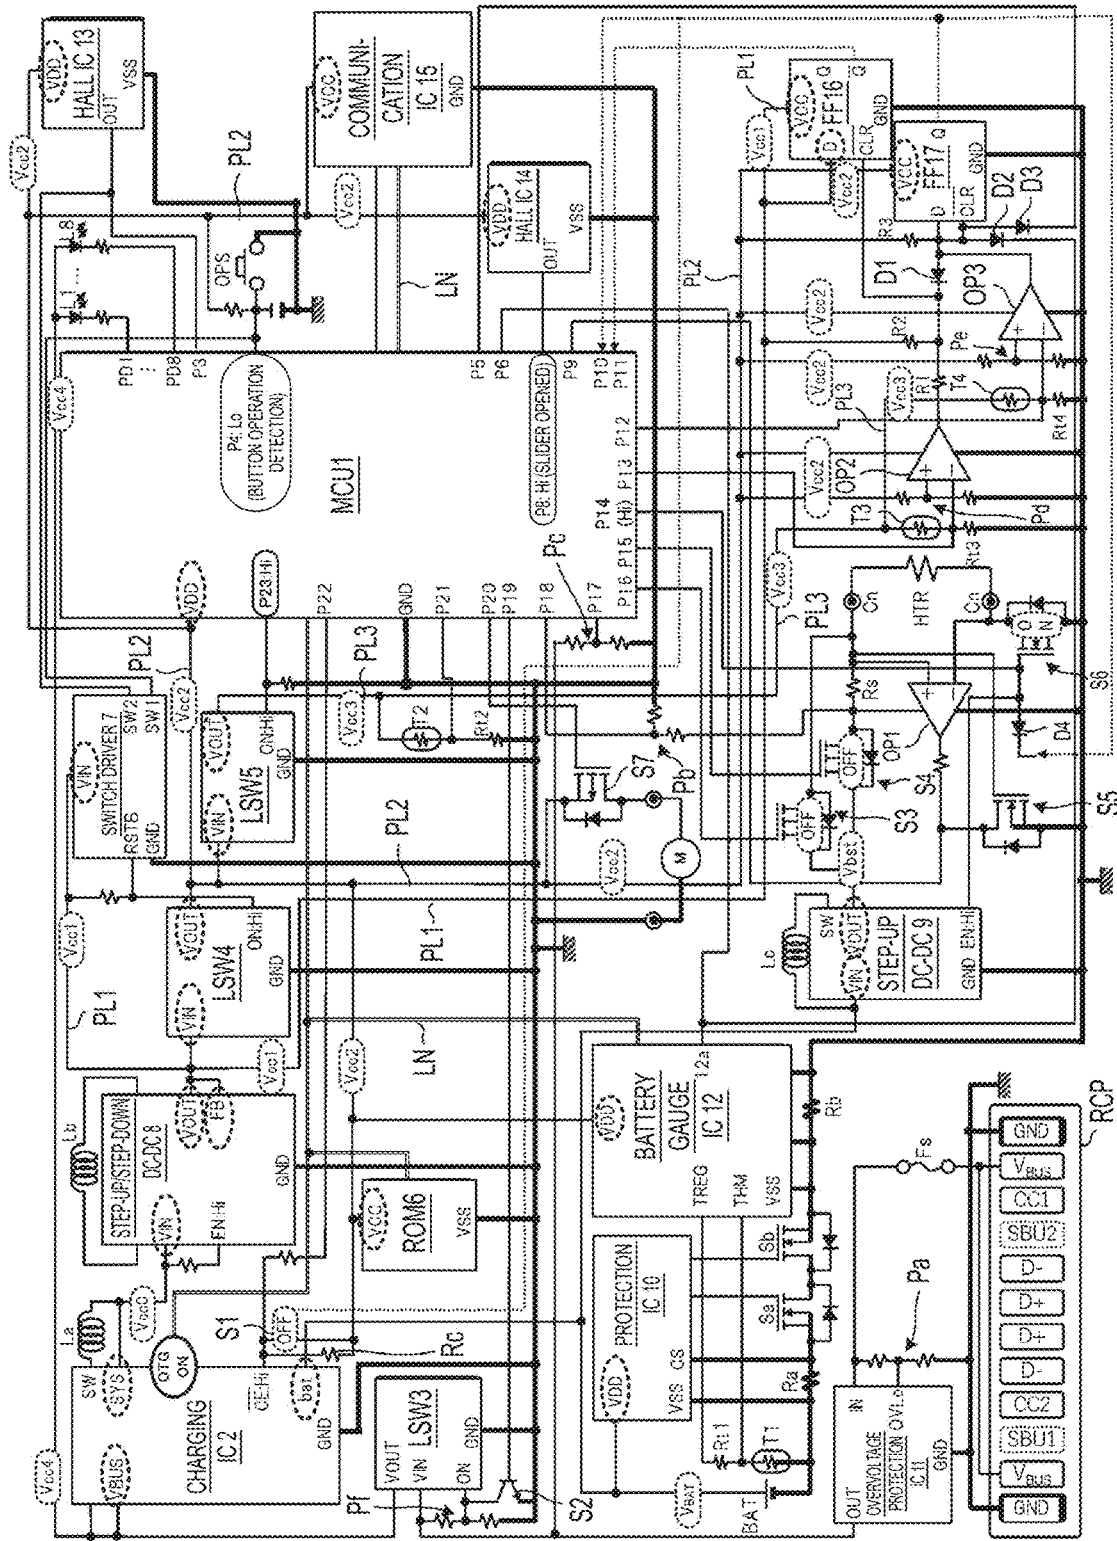 Vcc4
SW
La
Vcc0
SYS
VBUS
OTG
ON
CHARGING
IC 2
CE:Hi
bat
GND
S1
OFF
Rc
VOUT
VIN
LSW3
ON
GND
Pf
S2
Lb
STEP-UP/STEP-DOWN
DC-DC 8
VIN
VOUT
FB
EN:Hi
GND
VCC
ROM6
VSS
PL1
Vcc1
Vcc1
VIN
VOUT
LSW4
ON:Hi
GND
PL1
LN
Vcc2
VIN
SWITCH DRIVER 7
RSTB
GND
SW2
SW1
Vcc2
PL2
VIN
VOUT
LSW5
ON:Hi
GND
PL2
Vcc3
PL3
T2
Rt2
Vcc4
VDD
MCU1
P23:Hi
P22
GND
P21
P20
P19
P18
P17
P16
P15
P14
(Hi)
P13
P12
P11
P10
P9
P8: Hi (SLIDER OPENED)
P6
P5
P4: Lo
(BUTTON OPERATION
DETECTION)
P3
PD8
PD1
L1
...
L8
OPS
LN
Vcc2
PL2
VDD
HALL IC 13
OUT
VSS
VCC
COMMUNI-
CATION
IC 15
GND
Vcc2
VDD
HALL IC 14
OUT
VSS
Pc
Pb
S7
M
Vcc2
VDD
PROTECTION
IC 10
VSS
CS
VDD
BATTERY
GAUGE
IC 12
12a
TREG
THM
VSS
Rt1
T1
Ra
Sa
Sb
Rb
VBAT
BAT
Lc
SW
VIN
VOUT
STEP-UP
DC-DC 9
GND
EN:Hi
Vbst
OFF
S3
OFF
S4
Rs
OP1
D4
S5
S6
ON
PL3
Cn
HTR
Cn
Vcc3
T3
Rt3
Pd
OP2
Vcc2
PL3
Vcc3
R1
T4
Rt4
R2
Vcc2
Pe
OP3
Vcc2
D1
R3
D2
D3
PL2
PL1
Vcc1
VCC
FF16
D
Q
Q
CLR
GND
Vcc2
VCC
FF17
D
Q
CLR
GND
OUT
IN
OVERVOLTAGE
PROTECTION
IC 11
OVLo
GND
Pa
Fs
RCP
GND
VBUS
SBU1
CC2
D-
D+
D+
D-
SBU2
CC1
VBUS
GND